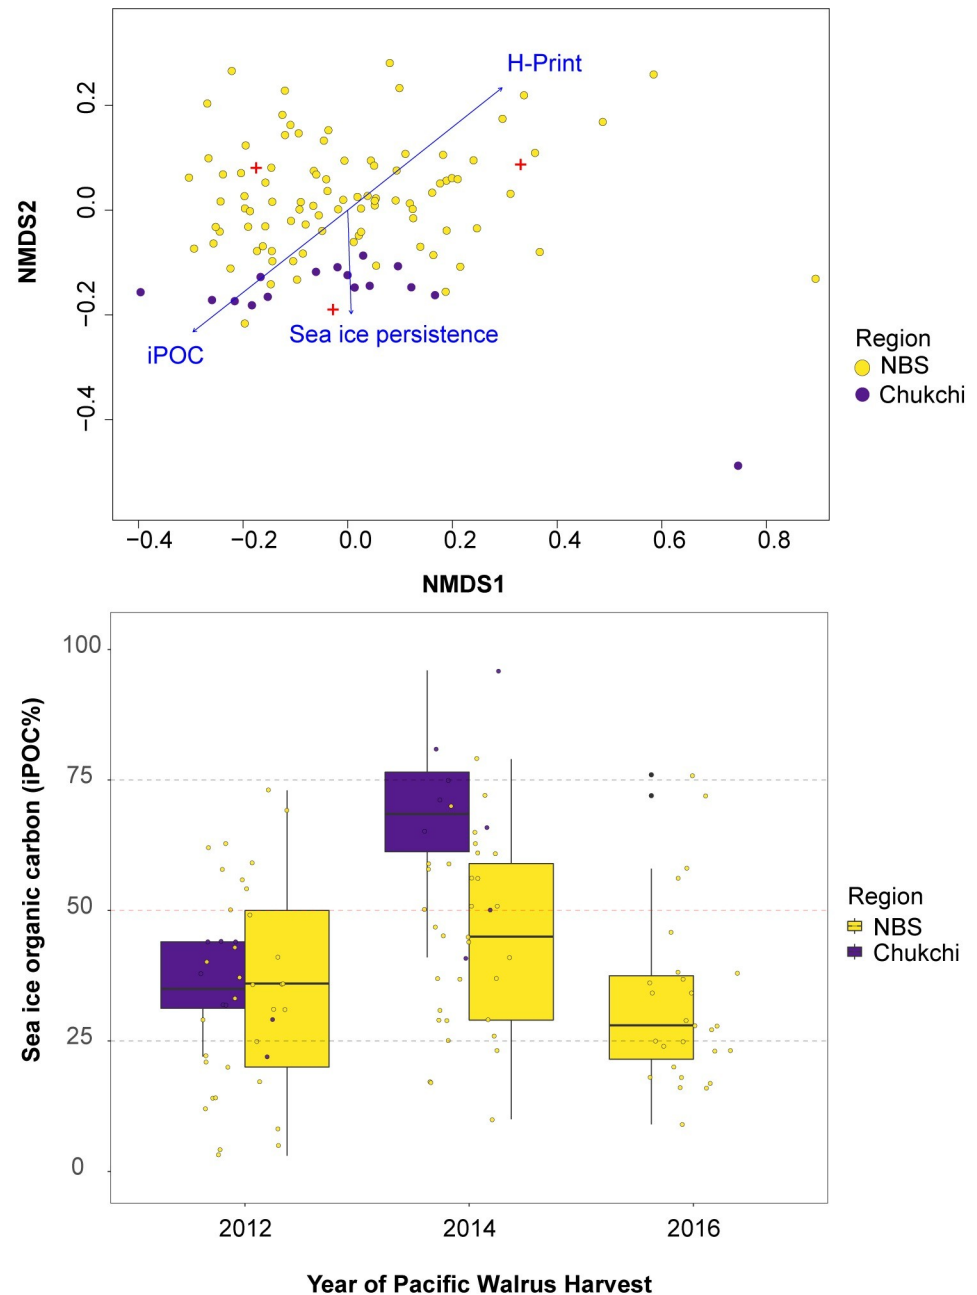 H-Print
0.2
0.0
NMDS2
−0.2
−0.4
iPOC
Sea ice persistence
Region
NBS
Chukchi
−0.4 −0.2 0.0 0.2 0.4 0.6 0.8
NMDS1
100
75
50
25
0
Sea ice organic carbon (iPOC%)
Region
NBS
Chukchi
2012 2014 2016
Year of Pacific Walrus Harvest